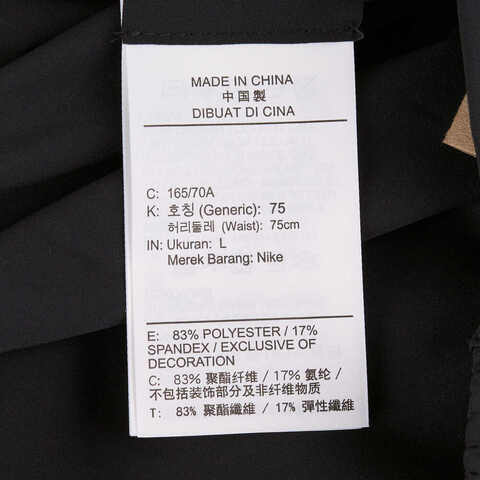 MADE IN CHINA
中国製
DIBUAT DI CINA
C: 165/70A
K: 호칭 (Generic): 75
허리둘레 (Waist): 75cm
IN: Ukuran: L
Merek Barang: Nike
E: 83% POLYESTER / 17%
SPANDEX / EXCLUSIVE OF
DECORATION
C: 83% 聚酯纤维 / 17% 氨纶 /
不包括装饰部分及非纤维部分
T: 83% 聚酯纖維 / 17% 彈性纖維